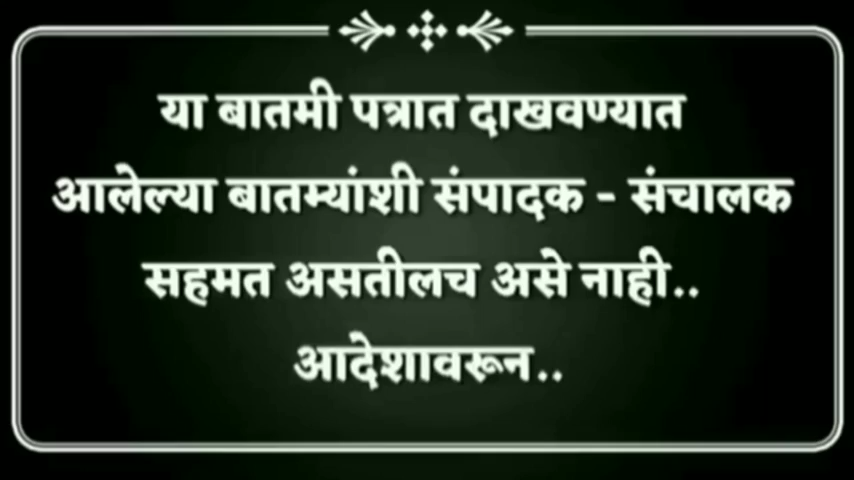 या बातमी पत्रात दाखवण्यात
आलेल्या बातम्यांशी संपादक - संचालक
सहमत असतीलच असे नाही..
आदेशावरून..